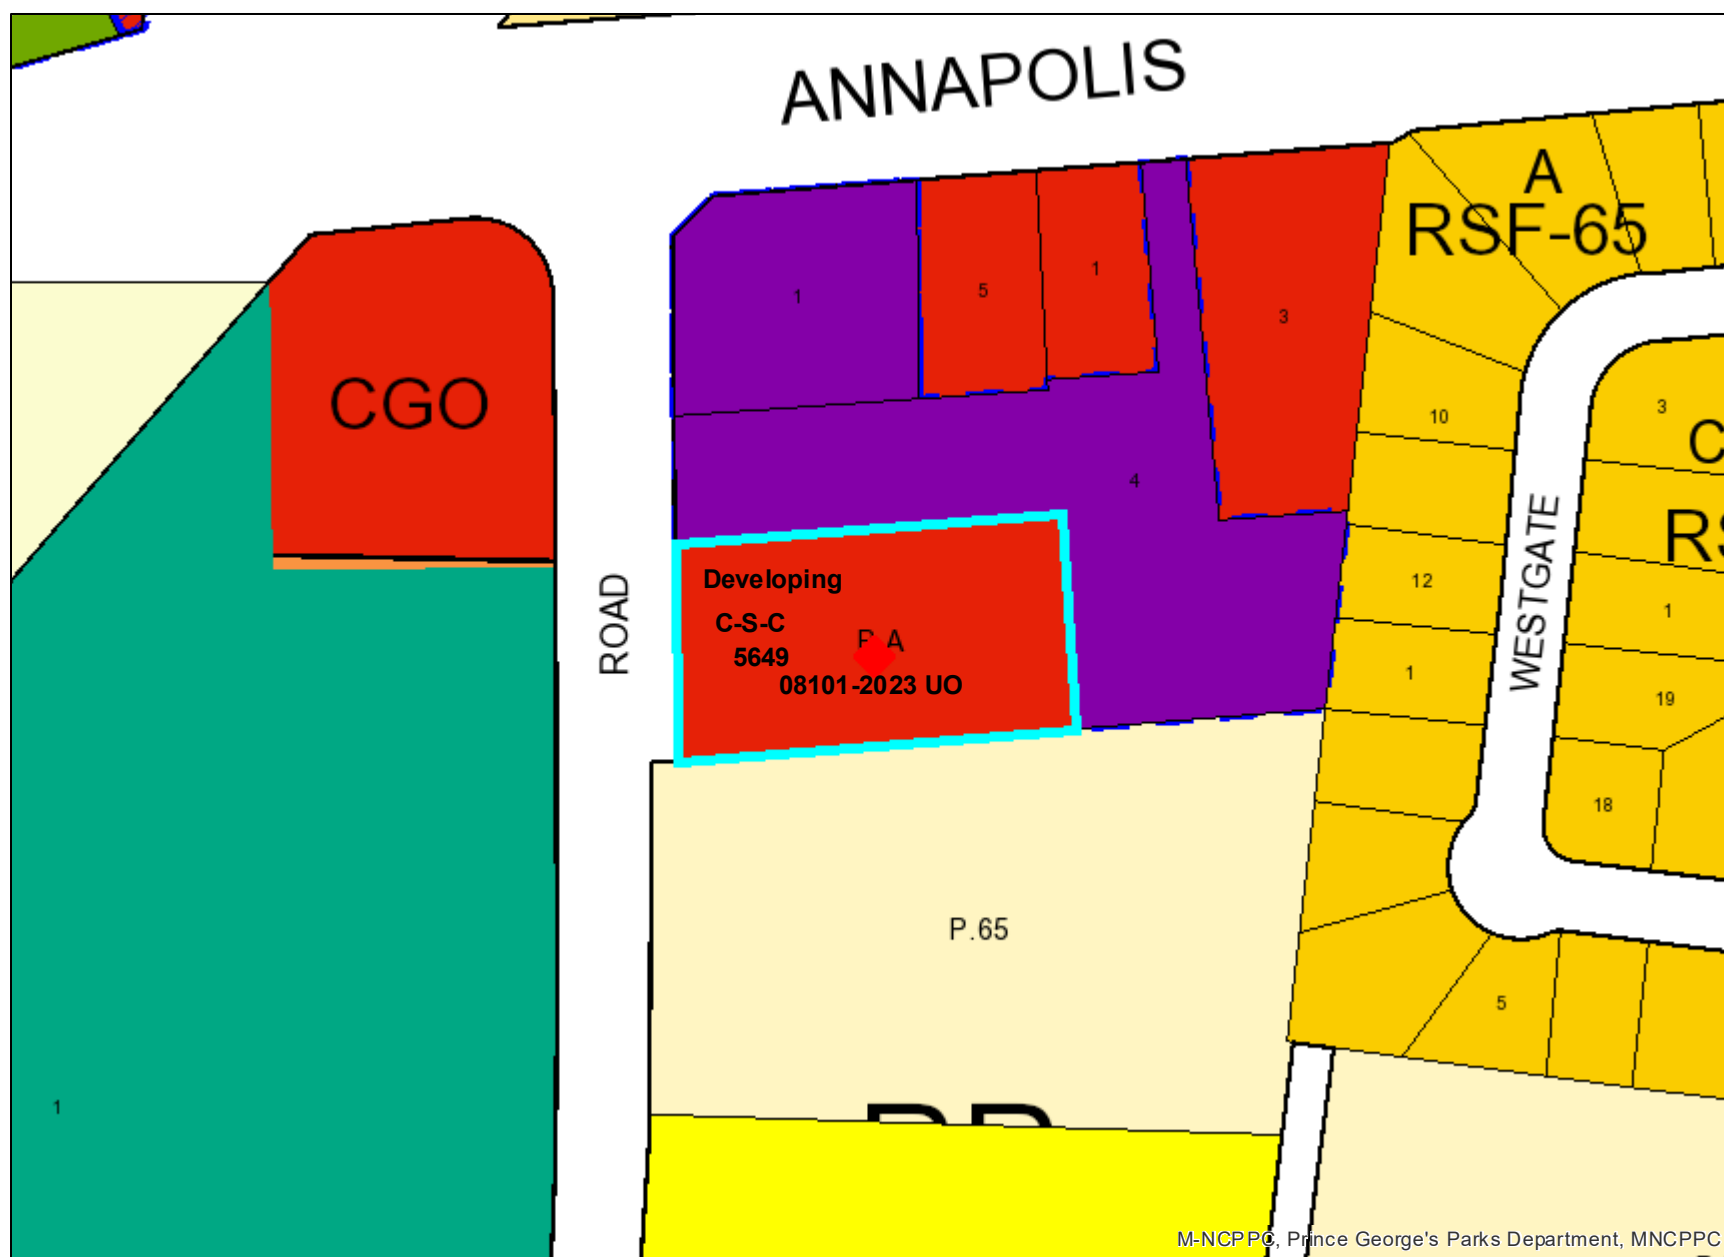 ANNAPOLIS
A
RSF-65
1
5
1
3
CGO
10
3
C
4
RS
WESTGATE
ROAD
Developing
12
C-S-C
1
5649
P.A
1
08101-2023 UO
19
18
P.65
5
1
M-NCPPC, Prince George's Parks Department, MNCPPC